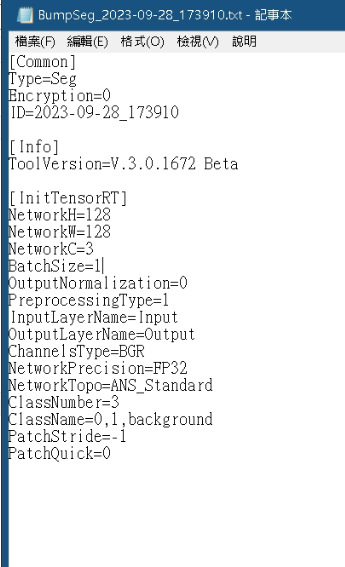 BumpSeg_2023-09-28_173910.txt - 記事本
檔案(F) 編輯(E) 格式(O) 檢視(V) 說明
[Common]
Type=Seg
Encryption=0
ID=2023-09-28_173910
[Info]
ToolVersion=V.3.0.1672 Beta
[InitTensorRT]
NetworkH=128
NetworkW=128
NetworkC=3
BatchSize=1
OutputNormalization=0
PreprocessingType=1
InputLayerName=Input
OutputLayerName=Output
ChannelsType=BGR
NetworkPrecision=FP32
NetworkTopo=ANS_Standard
ClassNumber=3
ClassName=0,1,background
PatchStride=-1
PatchQuick=0